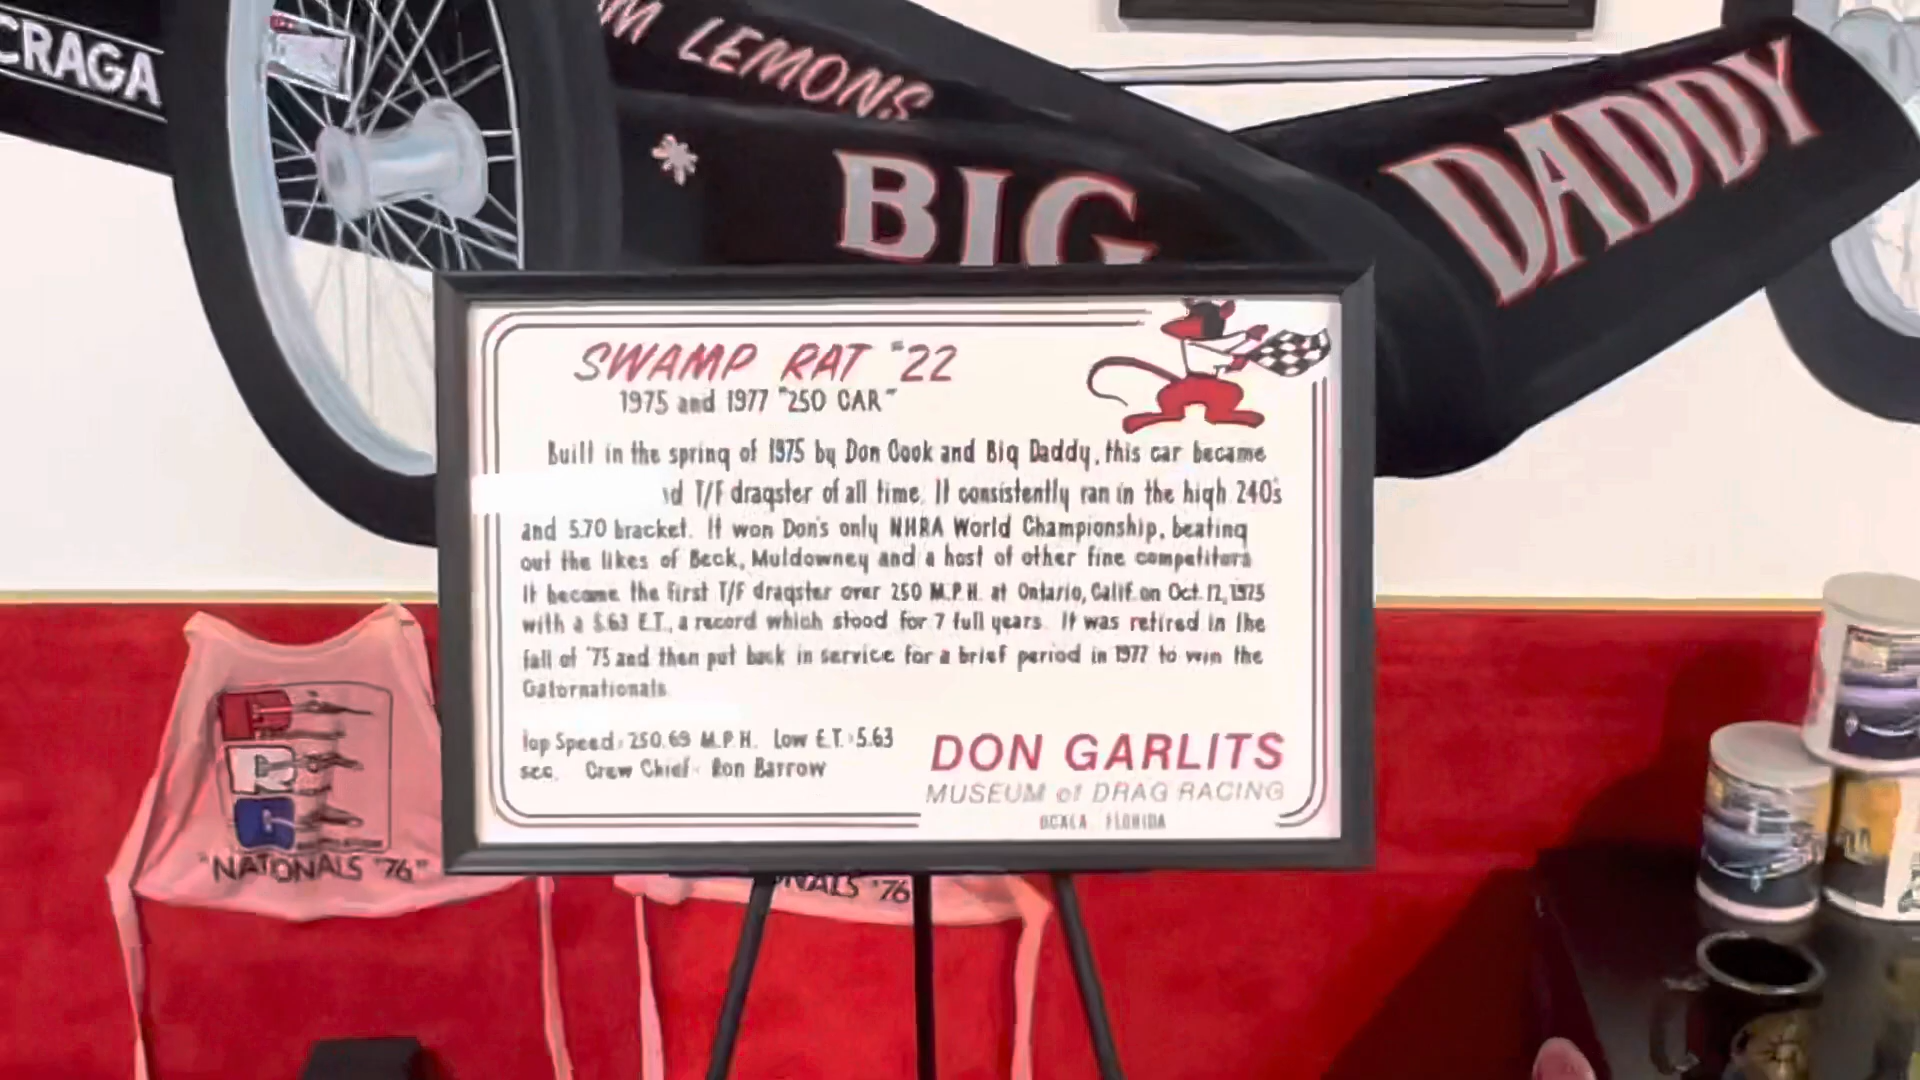 CRAGA
M LEMONS
* BIG
DADDY
SWAMP RAT "22
1975 and 1977 "250 CAR"
Built in the spring of 1975 by Don Cook and Big Daddy, this car became
T/F dragster of all time. It consistently ran in the high 240's
and 5.70 bracket. It won Don's only NHRA World Championship, beating
out the likes of Beck, Muldowney and a host of other fine competitors
It became the first T/F dragster over 250 M.P.H. at Ontario, Calif. on Oct. 12, 1975
with a 5.63 E.T., a record which stood for 7 full years. It was retired in the
fall of '75 and then put back in service for a brief period in 1977 to win the
Gatornationals
Top Speed: 250.69 M.P.H. Low E.T. 5.63
sec. Crew Chief - Ron Barrow
DON GARLITS
MUSEUM of DRAG RACING
OCALA FLORIDA
"NATIONALS "76"
NALS '76